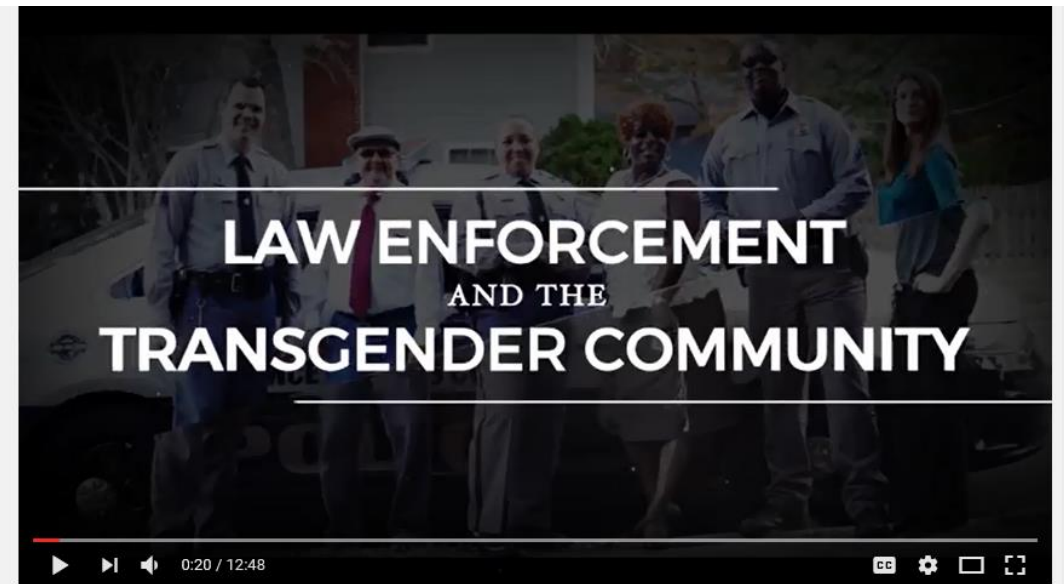 LAW ENFORCEMENT
AND THE
TRANSGENDER COMMUNITY
0:20 / 12:48
CC